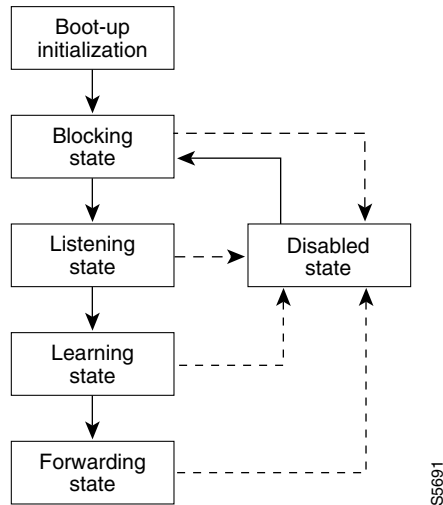 Boot-up
initialization
Blocking
state
Listening
state
Disabled
state
Learning
state
Forwarding
state
S5691